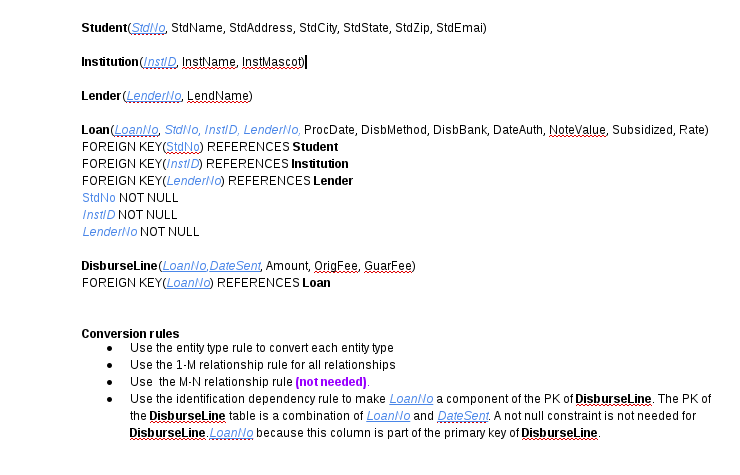 Student(StdNo, StdName, StdAddress, StdCity, StdState, StdZip, StdEmai)
Institution(InstID, InstName, InstMascot)
Lender(LenderNo, LendName)
Loan(LoanNo, StdNo, InstID, LenderNo, ProcDate, DisbMethod, DisbBank, DateAuth, NoteValue, Subsidized, Rate)
FOREIGN KEY(StdNo) REFERENCES Student
FOREIGN KEY(InstID) REFERENCES Institution
FOREIGN KEY(LenderNo) REFERENCES Lender
StdNo NOT NULL
InstID NOT NULL
LenderNo NOT NULL
DisburseLine(LoanNo,DateSent, Amount, OrigFee, GuarFee)
FOREIGN KEY(LoanNo) REFERENCES Loan
Conversion rules
● Use the entity type rule to convert each entity type
● Use the 1-M relationship rule for all relationships
● Use the M-N relationship rule (not needed).
● Use the identification dependency rule to make LoanNo a component of the PK of DisburseLine. The PK of
the DisburseLine table is a combination of LoanNo and DateSent. A not null constraint is not needed for
DisburseLine.LoanNo because this column is part of the primary key of DisburseLine.